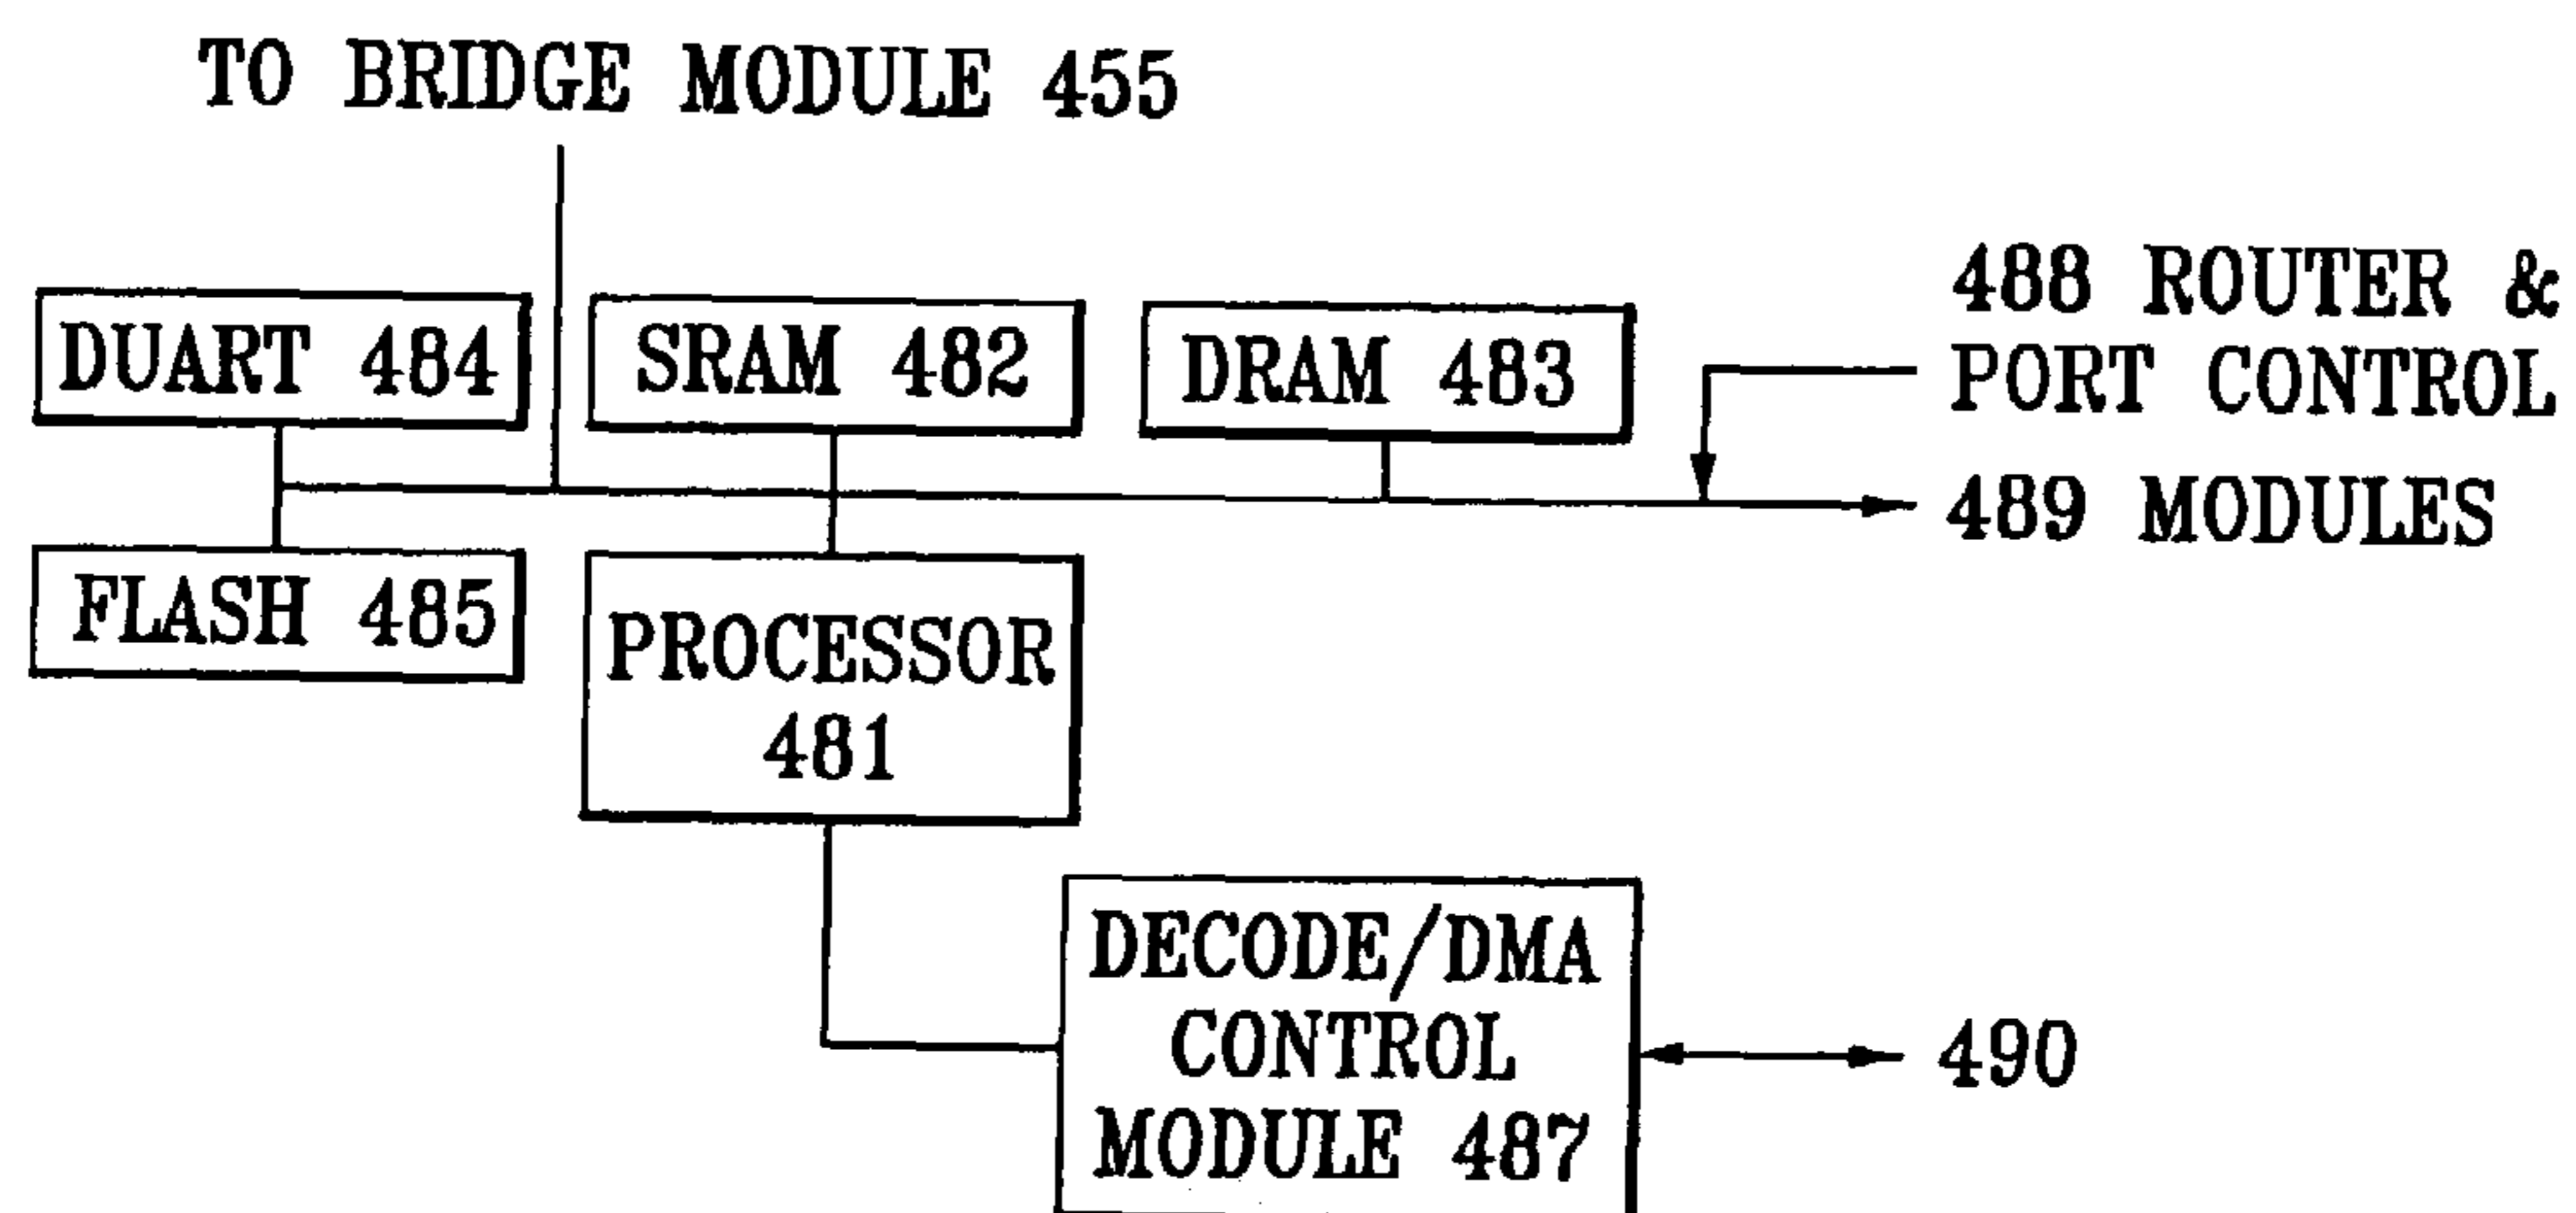 TO BRIDGE MODULE 455
DUART 484
SRAM 482
DRAM 483
488 ROUTER &
PORT CONTROL
489 MODULES
FLASH 485
PROCESSOR
481
DECODE/DMA
CONTROL
MODULE 487
490